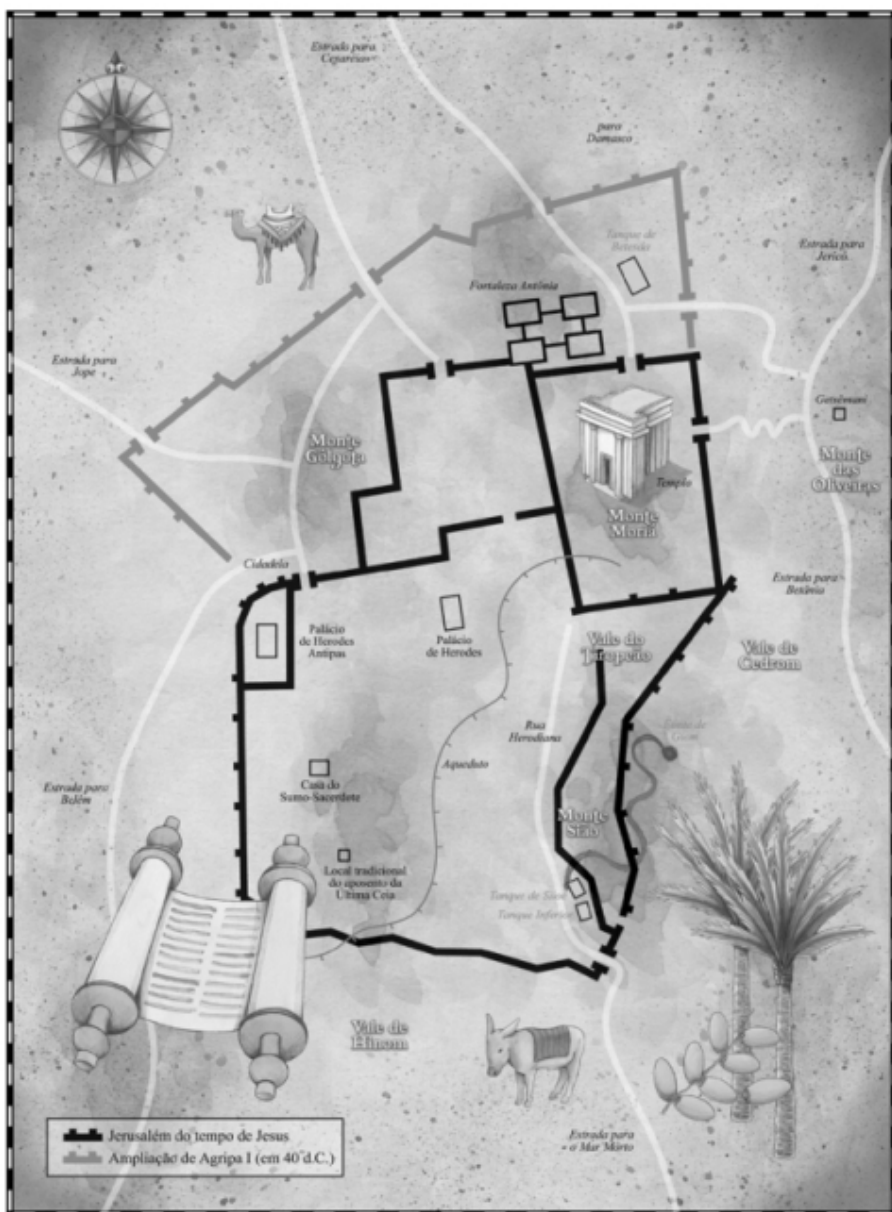 Estrada para
Cesareia
para
Damasco
Tanque de
Betesda
Estrada para
Jericó
Fortaleza Antônia
Estrada para
Jope
Getsêmani
Monte
Gólgota
Monte
das
Oliveiras
Templo
Monte
Moriá
Cidadela
Estrada para
Betânia
Palácio
de Herodes
Antipas
Palácio
de Herodes
Vale do
Tiropeão
Vale de
Cedrom
Rua
Herodiana
Aqueduto
Casa do
Sumo-Sacerdote
Estrada para
Belém
Monte
Sião
Local tradicional
do aposento da
Última Ceia
Tanque de Siloé
Tanque Inferior
Vale de
Hinom
Estrada para
o Mar Morto
Jerusalém do tempo de Jesus
Ampliação de Agripa I (em 40 d.C.)